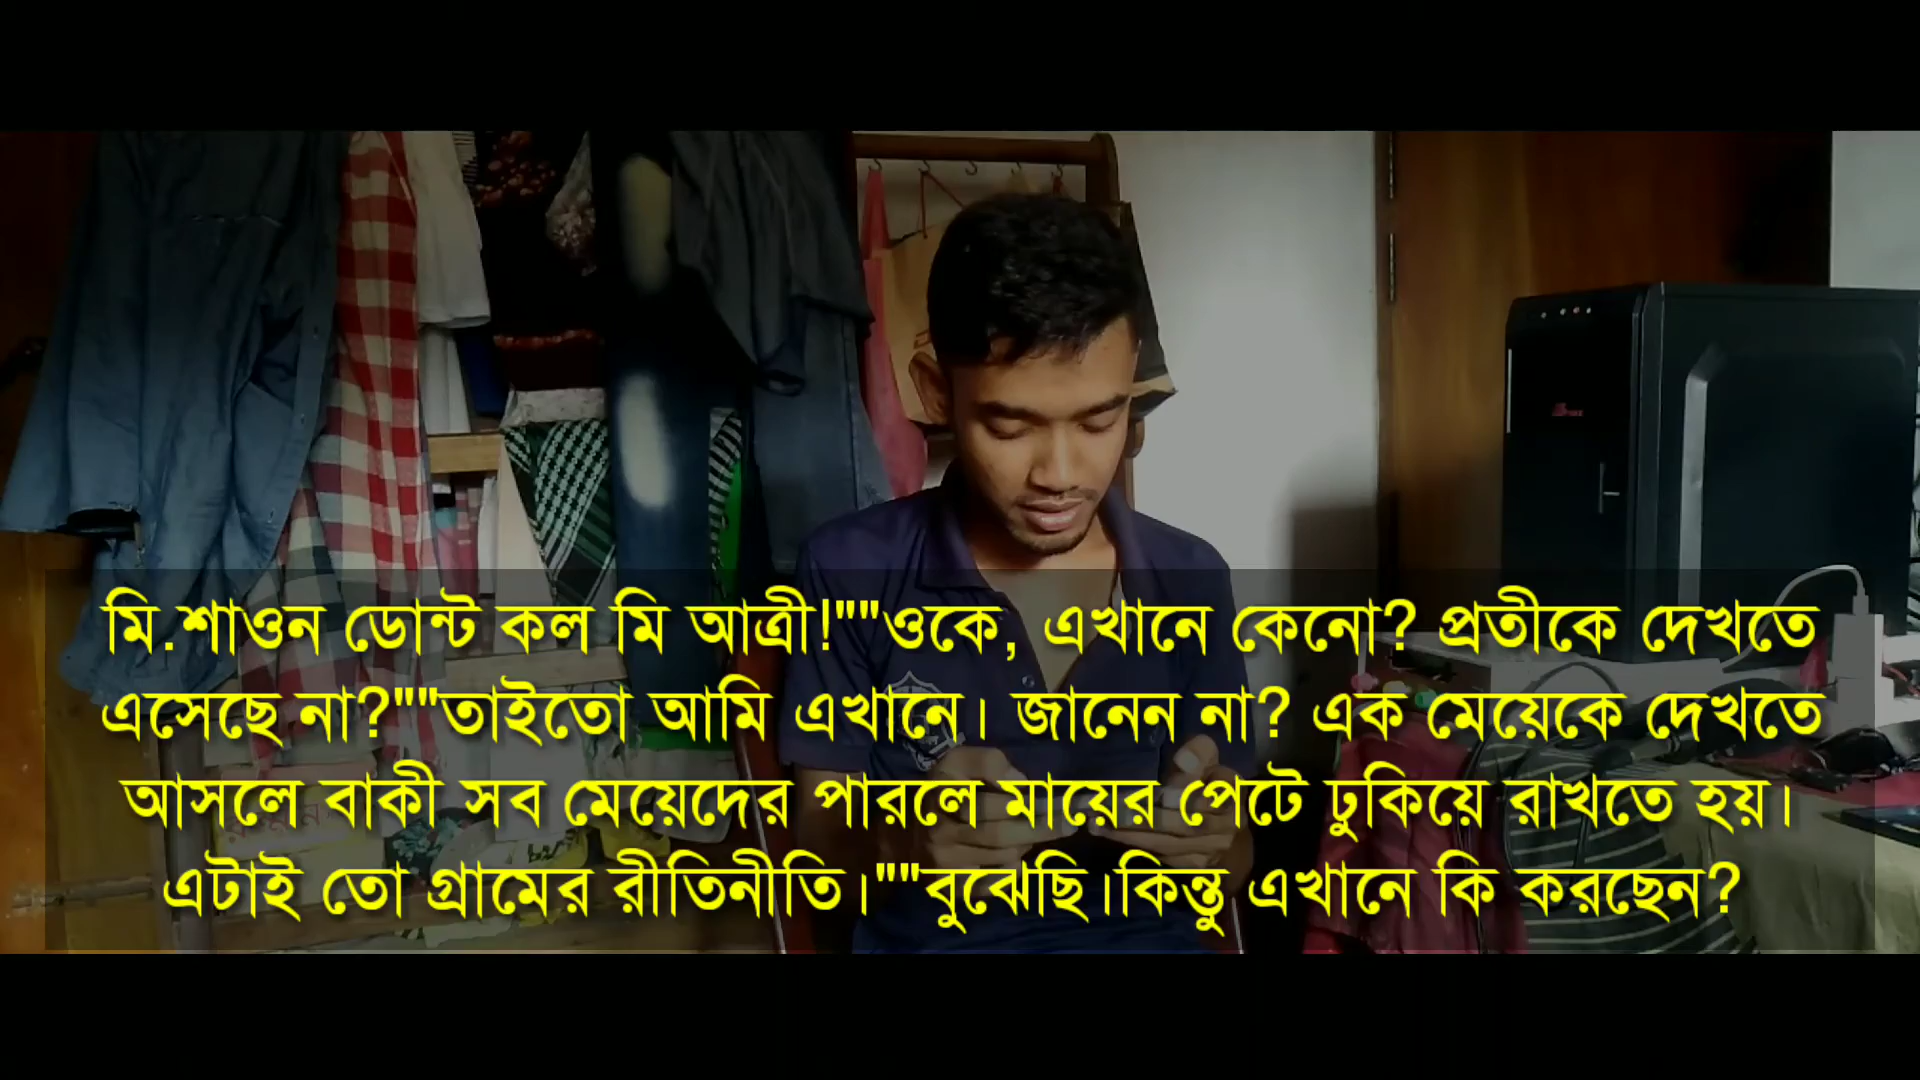 মি.শাওন ডোন্ট কল মি আত্রী!""ওকে, এখানে কেনো? প্রতীকে দেখতে
এসেছে না?""তাইতো আমি এখানে। জানেন না? এক মেয়েকে দেখতে
আসলে বাকী সব মেয়েদের পারলে মায়ের পেটে ঢুকিয়ে রাখতে হয়।
এটাই তো গ্রামের রীতিনীতি।""বুঝেছি।কিন্তু এখানে কি করছেন?